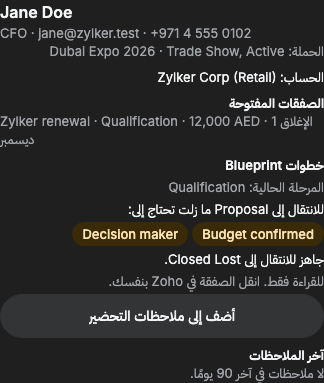 Jane Doe
CFO · jane@zylker.test · +971 4 555 0102
الحملة: Dubai Expo 2026 · Trade Show, Active
الحساب: Zylker Corp (Retail)
الصفقات المفتوحة
Zylker renewal · Qualification · 12,000 AED · الإغلاق 1
ديسمبر
خطوات Blueprint
المرحلة الحالية: Qualification
للانتقال إلى Proposal ما زلت تحتاج إلى:
Budget confirmed
Decision maker
جاهز للانتقال إلى Closed Lost.
للقراءة فقط. انقل الصفقة في Zoho بنفسك.
أضف إلى ملاحظات التحضير
آخر الملاحظات
لا ملاحظات في آخر 90 يومًا.